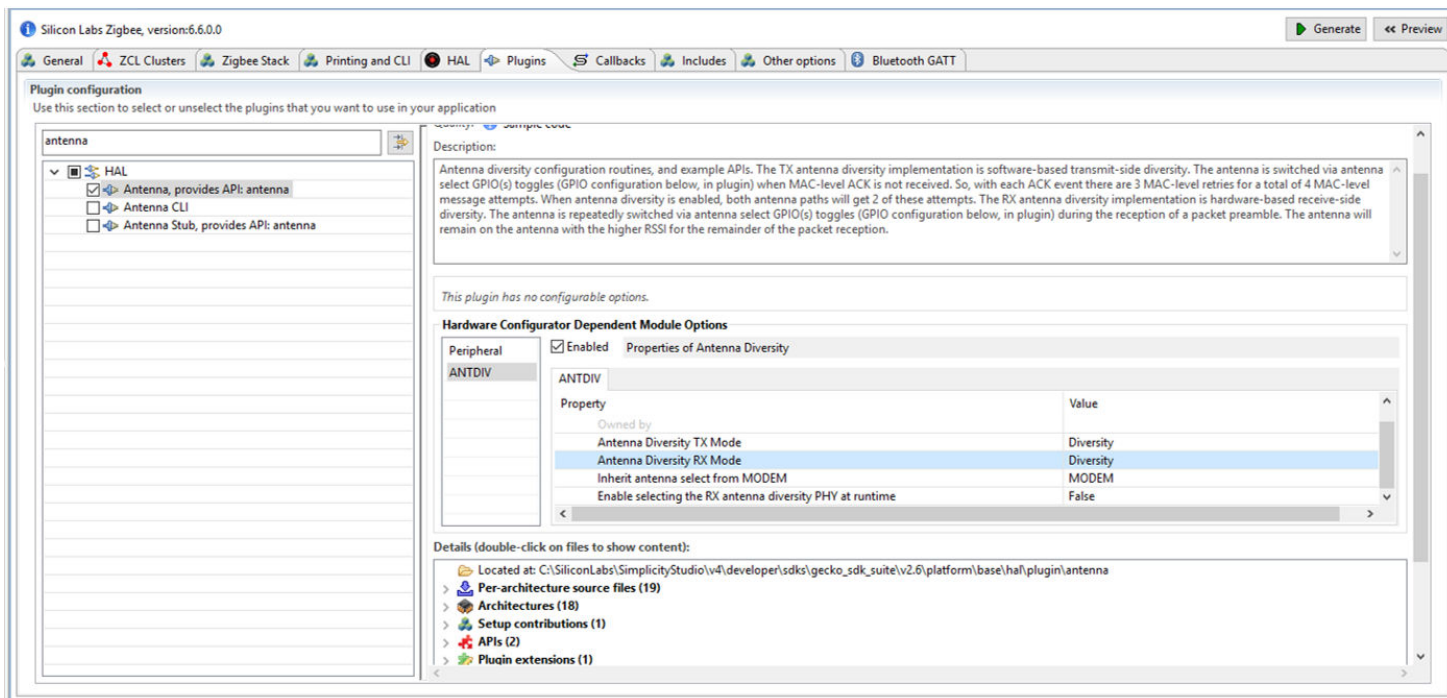 Silicon Labs Zigbee, version:6.6.0.0
Generate
Preview
General
ZCL Clusters
Zigbee Stack
Printing and CLI
HAL
Plugins
Callbacks
Includes
Other options
Bluetooth GATT
Plugin configuration
Use this section to select or unselect the plugins that you want to use in your application
antenna
HAL
Antenna, provides API: antenna
Antenna CLI
Antenna Stub, provides API: antenna
Quality: Sample code
Description:
Antenna diversity configuration routines, and example APIs. The TX antenna diversity implementation is software-based transmit-side diversity. The antenna is switched via antenna
select GPIO(s) toggles (GPIO configuration below, in plugin) when MAC-level ACK is not received. So, with each ACK event there are 3 MAC-level retries for a total of 4 MAC-level
message attempts. When antenna diversity is enabled, both antenna paths will get 2 of these attempts. The RX antenna diversity implementation is hardware-based receive-side
diversity. The antenna is repeatedly switched via antenna select GPIO(s) toggles (GPIO configuration below, in plugin) during the reception of a packet preamble. The antenna will
remain on the antenna with the higher RSSI for the remainder of the packet reception.
This plugin has no configurable options.
Hardware Configurator Dependent Module Options
Peripheral
ANTDIV
Enabled Properties of Antenna Diversity
ANTDIV
Property Value
Owned by
Antenna Diversity TX Mode Diversity
Antenna Diversity RX Mode Diversity
Inherit antenna select from MODEM MODEM
Enable selecting the RX antenna diversity PHY at runtime False
Details (double-click on files to show content):
Located at: C:\SiliconLabs\SimplicityStudio\v4\developer\sdks\gecko_sdk_suite\v2.6\platform\base\hal\plugin\antenna
Per-architecture source files (19)
Architectures (18)
Setup contributions (1)
APIs (2)
Plugin extensions (1)